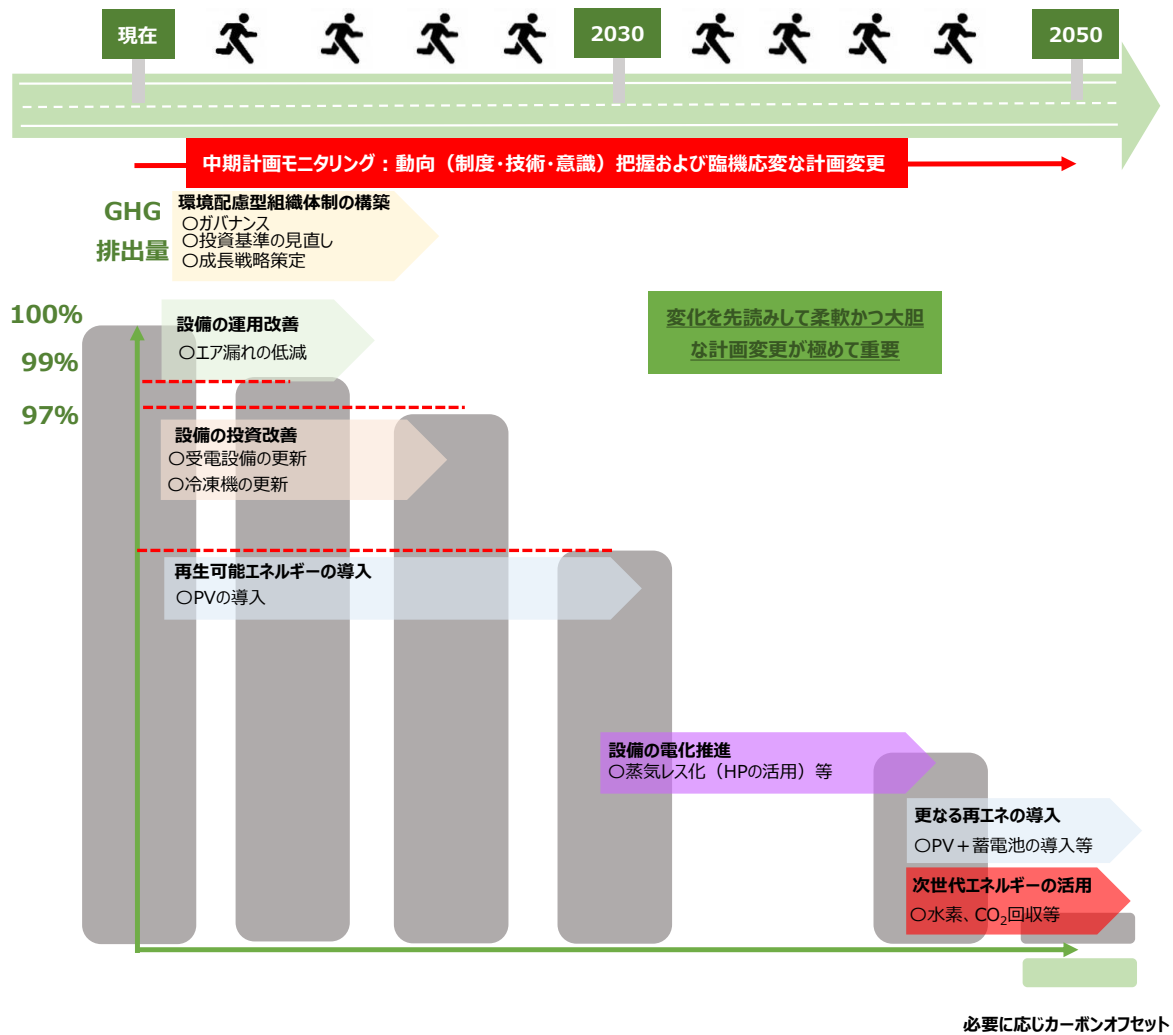 現在
2030
2050
中期計画モニタリング：動向（制度・技術・意識）把握および臨機応変な計画変更
GHG
排出量
環境配慮型組織体制の構築
〇ガバナンス
〇投資基準の見直し
〇成長戦略策定
100%
99%
97%
設備の運用改善
〇エア漏れの低減
変化を先読みして柔軟かつ大胆
な計画変更が極めて重要
設備の投資改善
〇受電設備の更新
〇冷凍機の更新
再生可能エネルギーの導入
〇PVの導入
設備の電化推進
〇蒸気レス化（HPの活用）等
更なる再エネの導入
〇PV＋蓄電池の導入等
次世代エネルギーの活用
〇水素、CO₂回収等
必要に応じカーボンオフセット